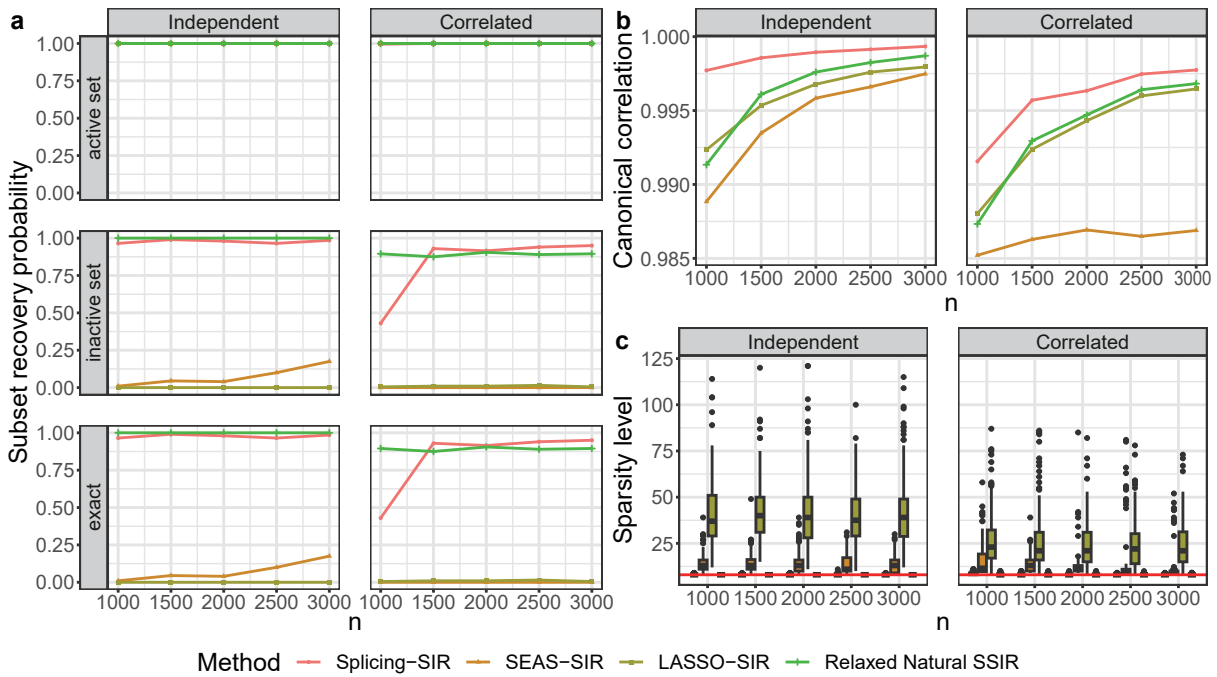 a
Independent
Correlated
Subset recovery probability
active set
1.00
0.75
0.50
0.25
0.00
inactive set
1.00
0.75
0.50
0.25
0.00
exact
1.00
0.75
0.50
0.25
0.00
1000 1500 2000 2500 3000
1000 1500 2000 2500 3000
n
b
Independent
Correlated
Canonical correlation
1.000
0.995
0.990
0.985
1000 1500 2000 2500 3000
1000 1500 2000 2500 3000
n
c
Independent
Correlated
Sparsity level
125
100
75
50
25
1000 1500 2000 2500 3000
1000 1500 2000 2500 3000
n
Method Splicing−SIR SEAS−SIR LASSO−SIR Relaxed Natural SSIR